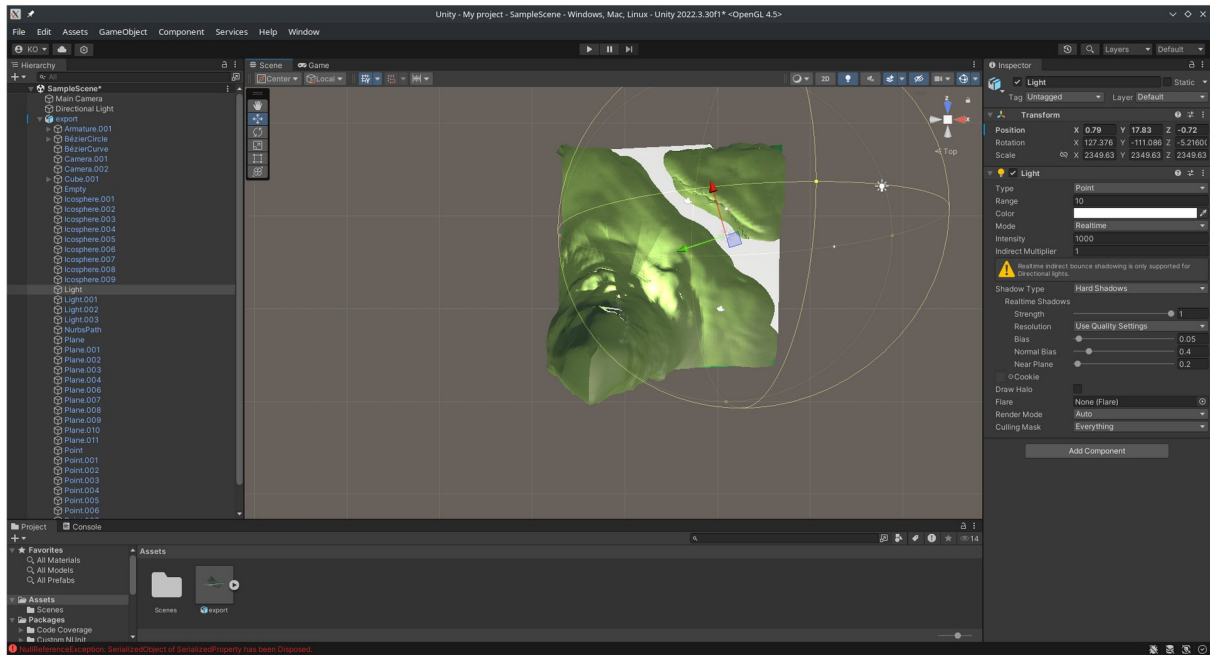 Unity - My project - SampleScene - Windows, Mac, Linux - Unity 2022.3.30f1* <OpenGL 4.5>
File Edit Assets GameObject Component Services Help Window
KO Layers Default
Hierarchy
All
SampleScene*
Main Camera
Directional Light
export
Armature.001
BézierCircle
BézierCurve
Camera.001
Camera.002
Cube.001
Empty
Icosphere.001
Icosphere.002
Icosphere.003
Icosphere.004
Icosphere.005
Icosphere.006
Icosphere.007
Icosphere.008
Icosphere.009
Light
Light.001
Light.002
Light.003
NurbsPath
Plane
Plane.001
Plane.002
Plane.003
Plane.004
Plane.006
Plane.007
Plane.008
Plane.009
Plane.010
Plane.011
Point
Point.001
Point.002
Point.003
Point.004
Point.005
Point.006
Scene Game
Center Local 2D
z
x
Top
Inspector
Light Static
Tag Untagged Layer Default
Transform
Position X 0.79 Y 17.83 Z -0.72
Rotation X 127.376 Y -111.086 Z -5.2160
Scale X 2349.63 Y 2349.63 Z 2349.63
Light
Type Point
Range 10
Color
Mode Realtime
Intensity 1000
Indirect Multiplier 1
Realtime indirect bounce shadowing is only supported for
Directional lights.
Shadow Type Hard Shadows
Realtime Shadows
Strength 1
Resolution Use Quality Settings
Bias 0.05
Normal Bias 0.4
Near Plane 0.2
Cookie
Draw Halo
Flare None (Flare)
Render Mode Auto
Culling Mask Everything
Add Component
Project Console
14
Favorites
All Materials
All Models
All Prefabs
Assets
Scenes
Packages
Code Coverage
Custom NUnit
Assets
Scenes export
NullReferenceException: SerializedObject of SerializedProperty has been Disposed.